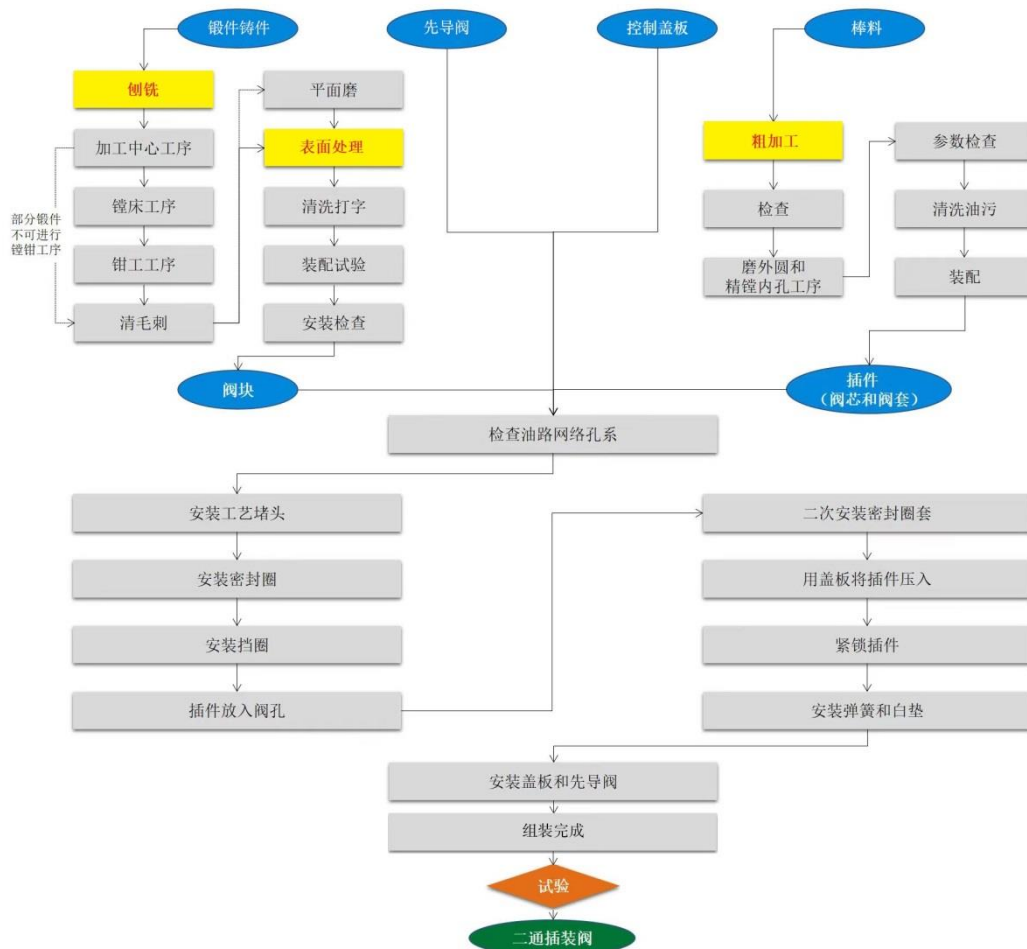 锻件铸件
先导阀
控制盖板
棒料
刨铣
平面磨
加工中心工序
表面处理
粗加工
参数检查
部分锻件
不可进行
镗钳工序
镗床工序
清洗打字
检查
清洗油污
钳工工序
装配试验
磨外圆和
精镗内孔工序
装配
清毛刺
安装检查
阀块
插件
（阀芯和阀套）
检查油路网络孔系
安装工艺堵头
二次安装密封圈套
安装密封圈
用盖板将插件压入
安装挡圈
紧锁插件
插件放入阀孔
安装弹簧和白垫
安装盖板和先导阀
组装完成
试验
二通插装阀